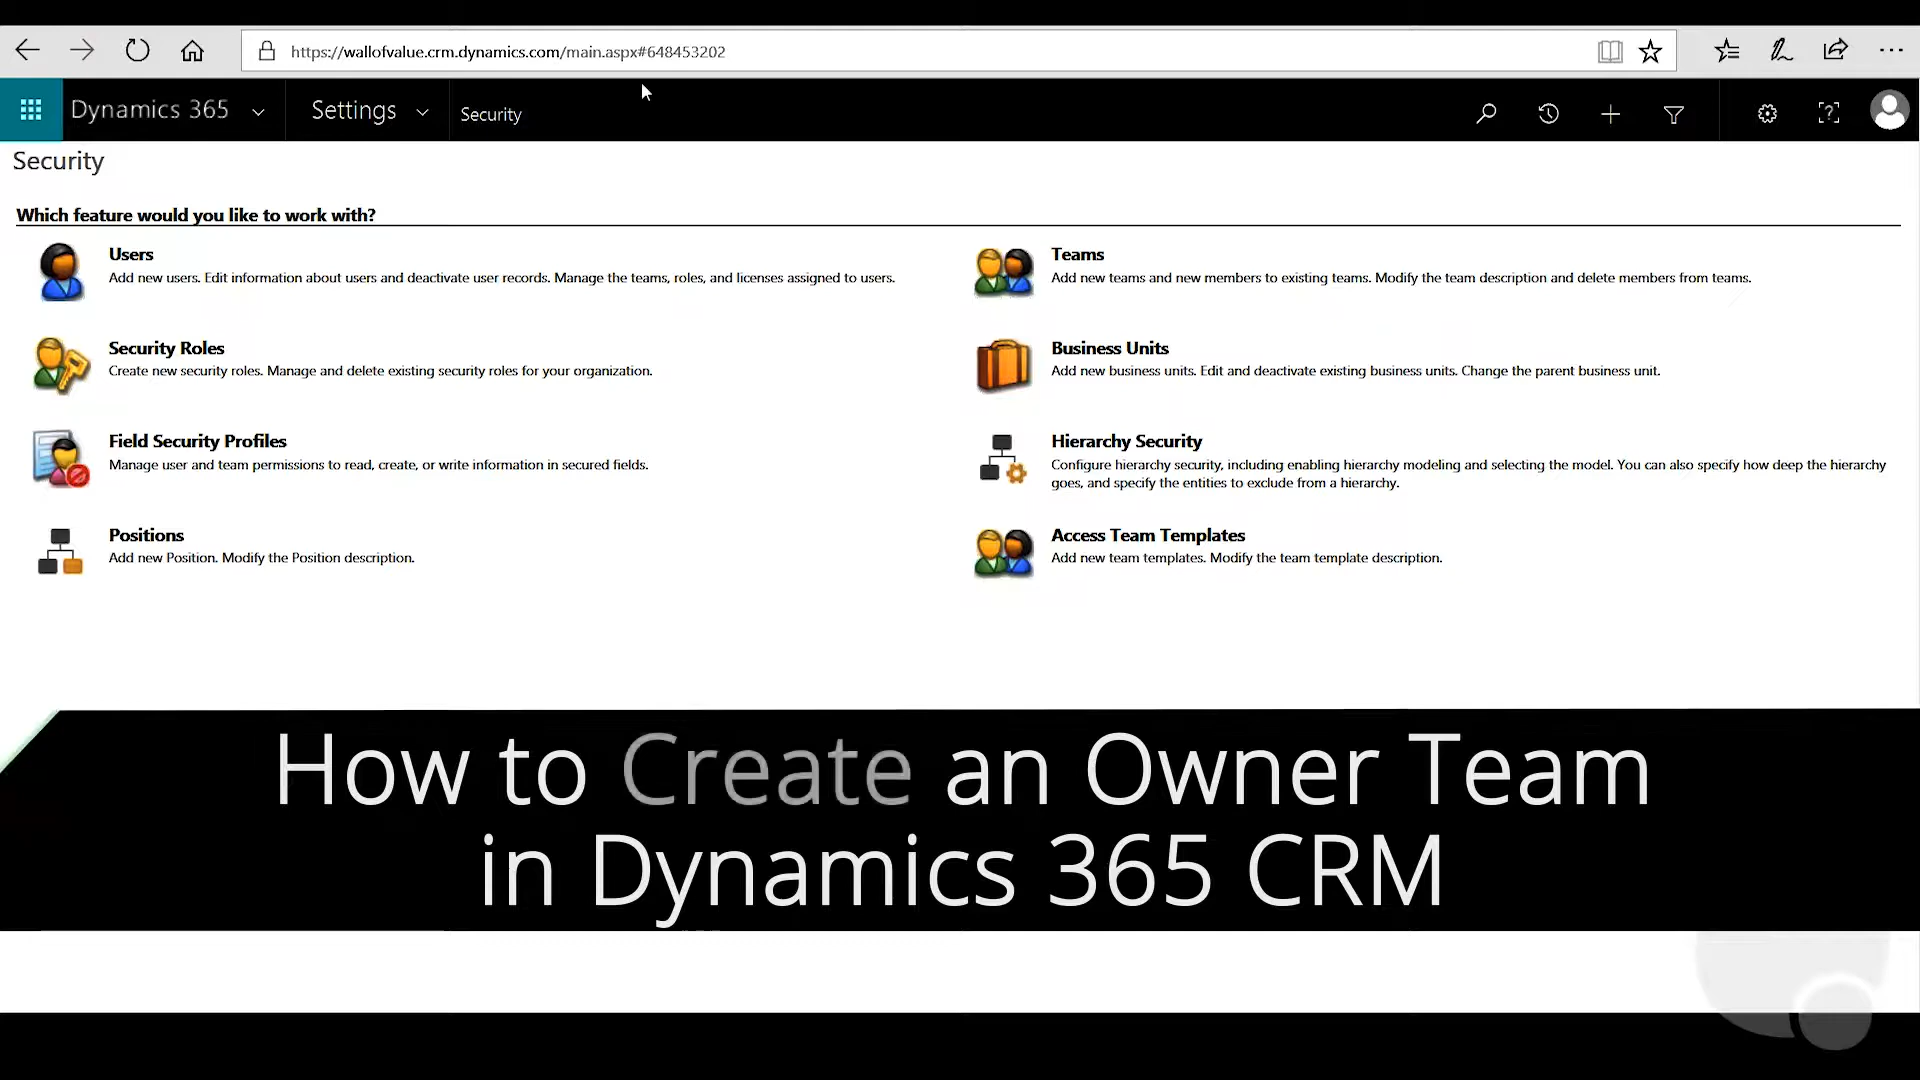 https://wallofvalue.crm.dynamics.com/main.aspx#648453202
Dynamics 365 Settings Security
Security
Which feature would you like to work with?
Users
Add new users. Edit information about users and deactivate user records. Manage the teams, roles, and licenses assigned to users.
Teams
Add new teams and new members to existing teams. Modify the team description and delete members from teams.
Security Roles
Create new security roles. Manage and delete existing security roles for your organization.
Business Units
Add new business units. Edit and deactivate existing business units. Change the parent business unit.
Field Security Profiles
Manage user and team permissions to read, create, or write information in secured fields.
Hierarchy Security
Configure hierarchy security, including enabling hierarchy modeling and selecting the model. You can also specify how deep the hierarchy
goes, and specify the entities to exclude from a hierarchy.
Positions
Add new Position. Modify the Position description.
Access Team Templates
Add new team templates. Modify the team template description.
How to Create an Owner Team
in Dynamics 365 CRM